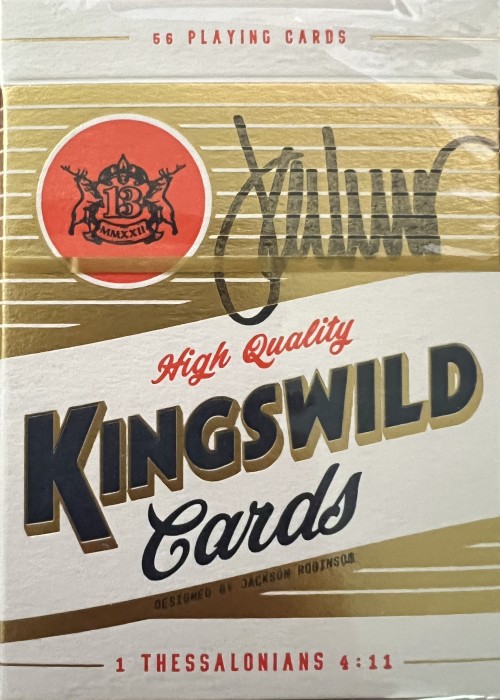 56 PLAYING CARDS
13
MMXXII
High Quality
KINGSWILD
Cards
DESIGNED BY JACKSON ROBINSON
1 THESSALONIANS 4:11